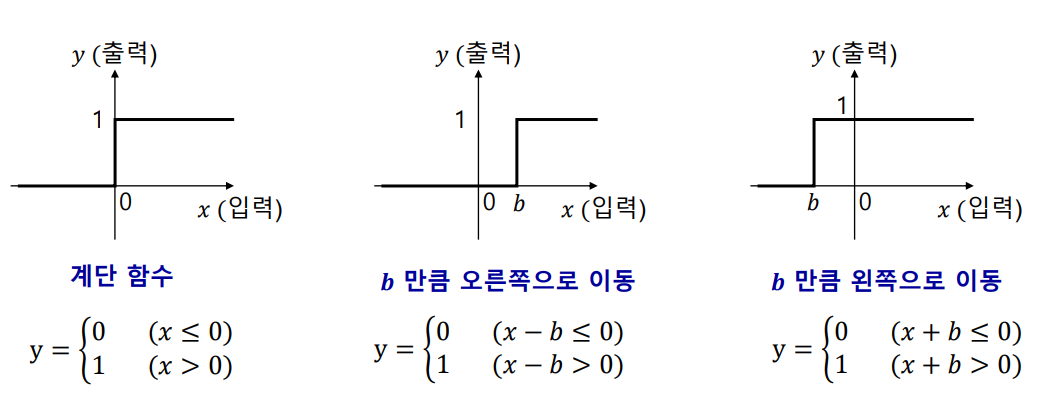 y (출력)
1
0
x (입력)
계단 함수
y = { 0 (x ≤ 0)
1 (x > 0)
y (출력)
1
0 b
x (입력)
b 만큼 오른쪽으로 이동
y = { 0 (x − b ≤ 0)
1 (x − b > 0)
y (출력)
1
b 0
x (입력)
b 만큼 왼쪽으로 이동
y = { 0 (x + b ≤ 0)
1 (x + b > 0)